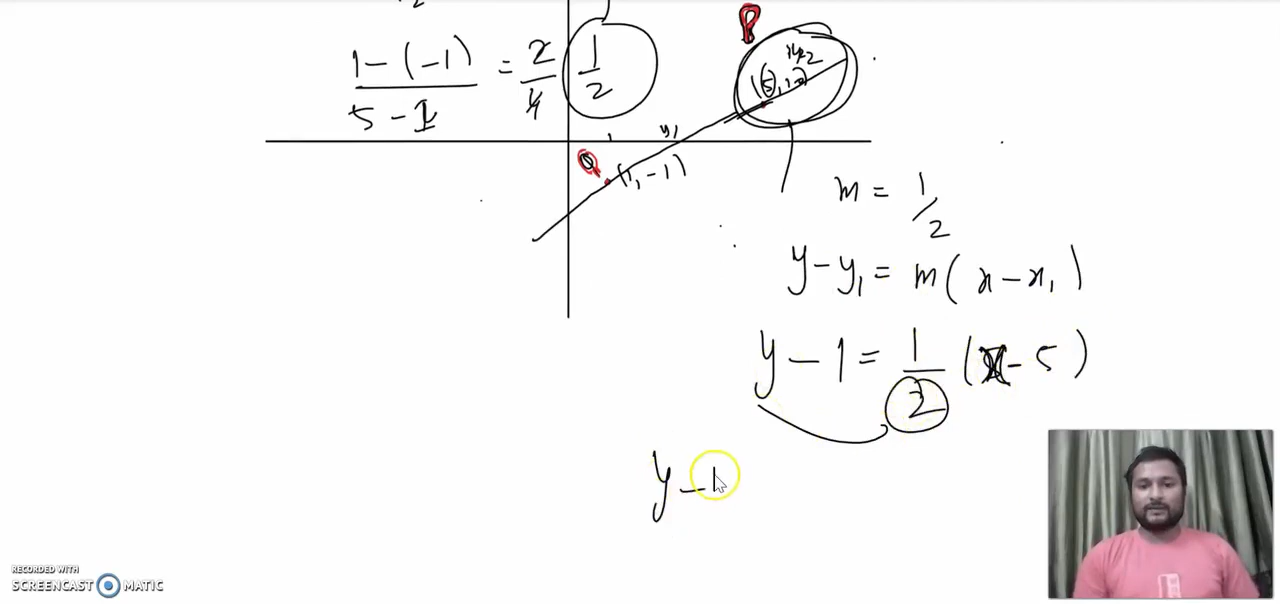 P
1-(-1) / 5-1 = 2/4 1/2
(5, 1)
y1
Q (1, -1)
m = 1/2
y-y₁ = m(x-x₁)
y-1 = 1/2 (x-5)
y-1
RECORDED WITH
SCREENCAST MATIC